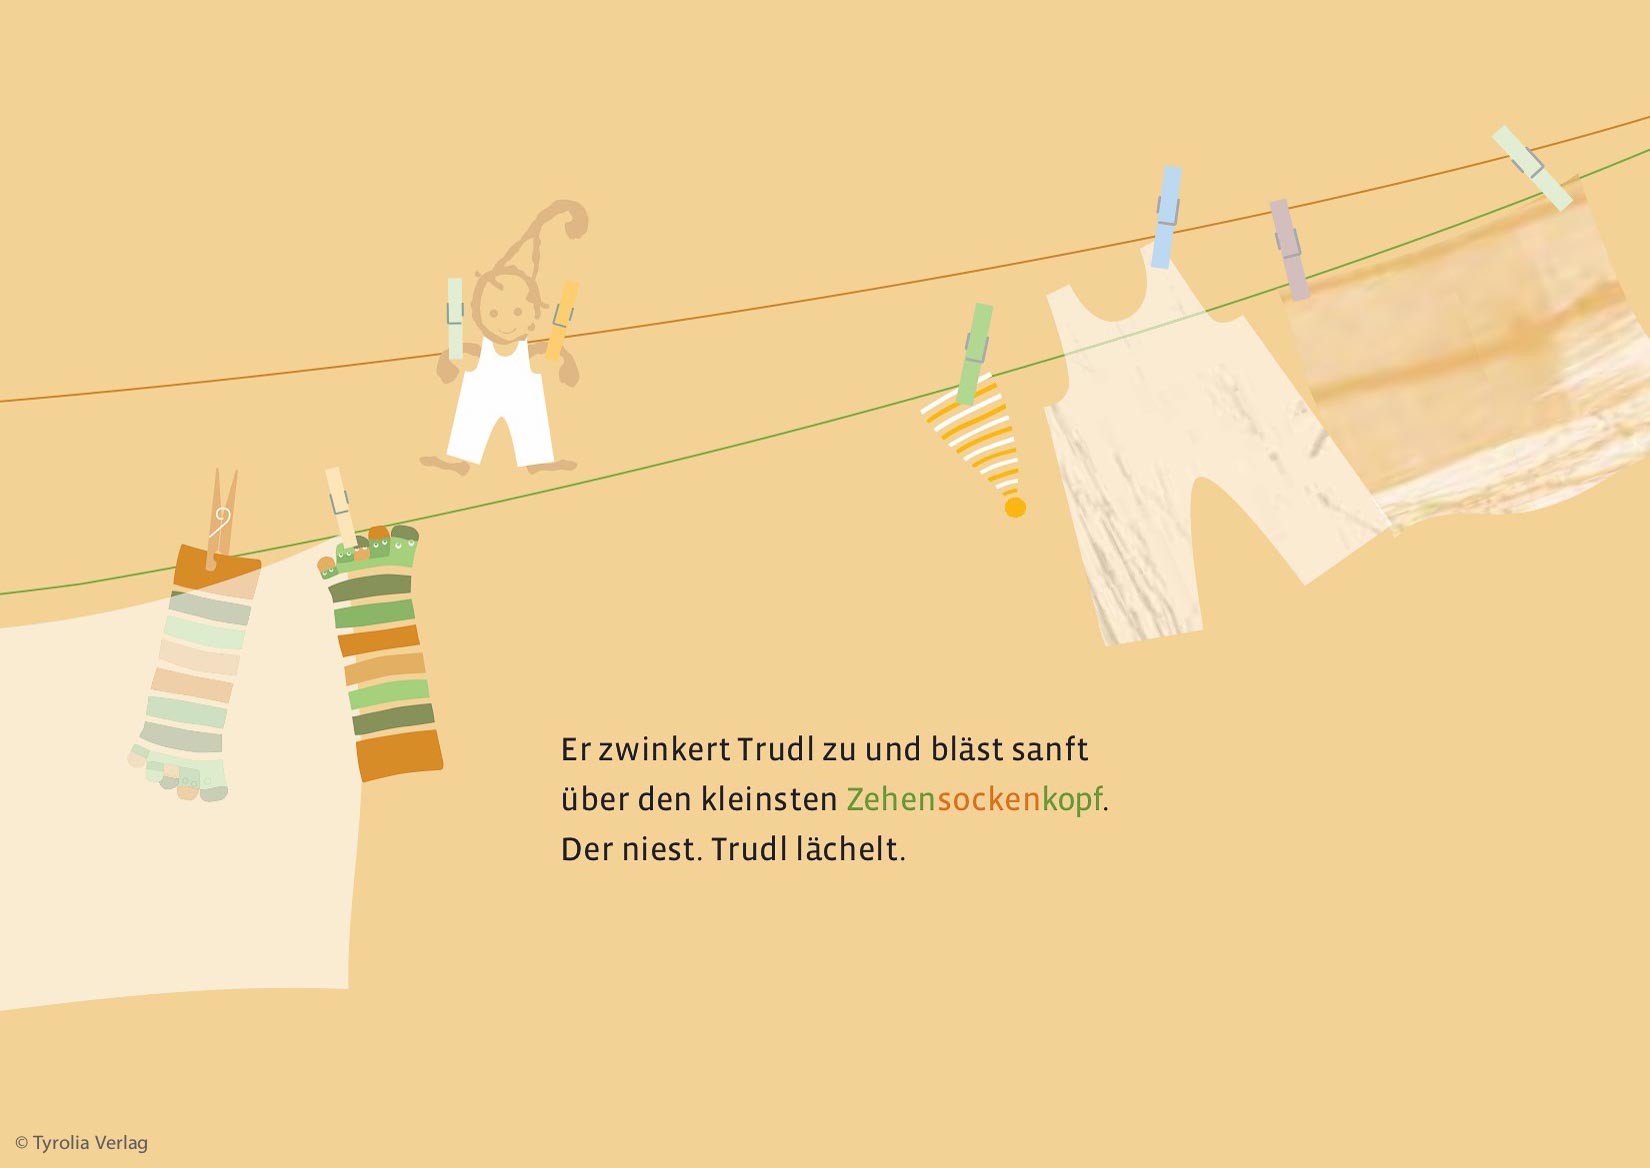 Er zwinkert Trudl zu und bläst sanft
über den kleinsten Zehensockenkopf.
Der niest. Trudl lächelt.
© Tyrolia Verlag